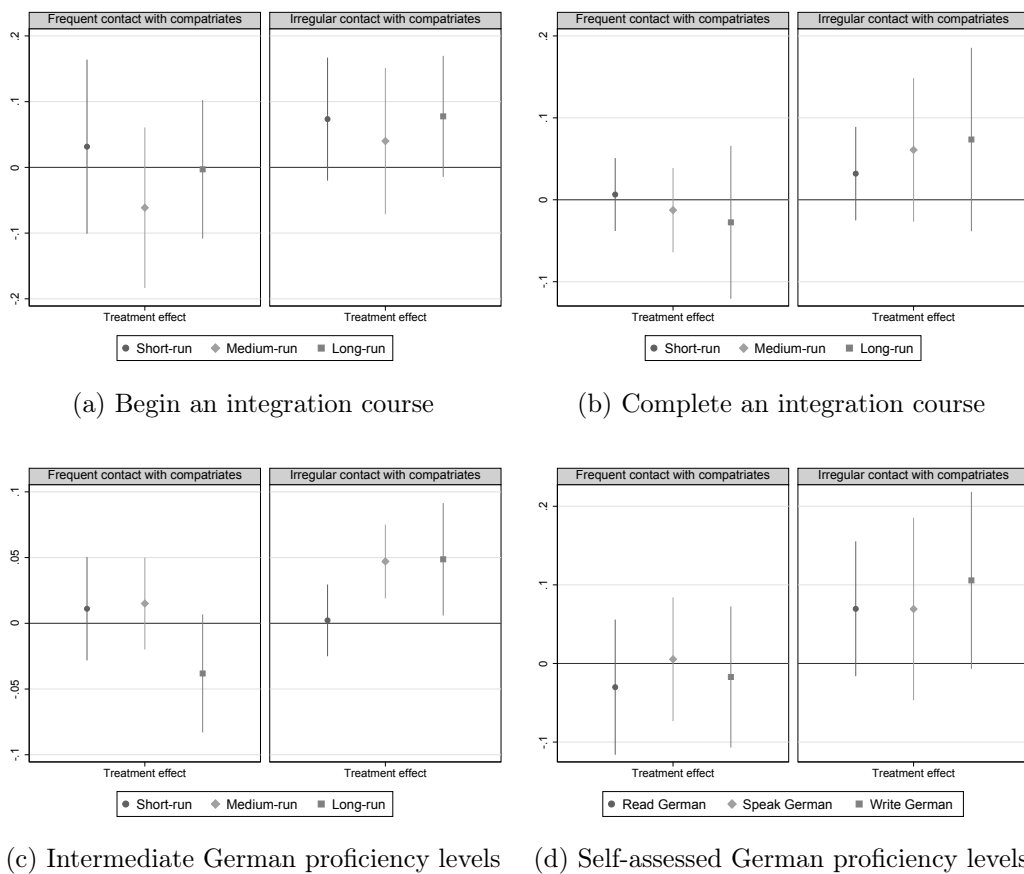 Frequent contact with compatriates Irregular contact with compatriates
.2
.1
0
-.1
-.2
Treatment effect Treatment effect
Short-run Medium-run Long-run
(a) Begin an integration course
Frequent contact with compatriates Irregular contact with compatriates
.2
.1
0
-.1
Treatment effect Treatment effect
Short-run Medium-run Long-run
(b) Complete an integration course
Frequent contact with compatriates Irregular contact with compatriates
.1
.05
0
-.05
-.1
Treatment effect Treatment effect
Short-run Medium-run Long-run
(c) Intermediate German proficiency levels
Frequent contact with compatriates Irregular contact with compatriates
.2
.1
0
-.1
Treatment effect Treatment effect
Read German Speak German Write German
(d) Self-assessed German proficiency levels